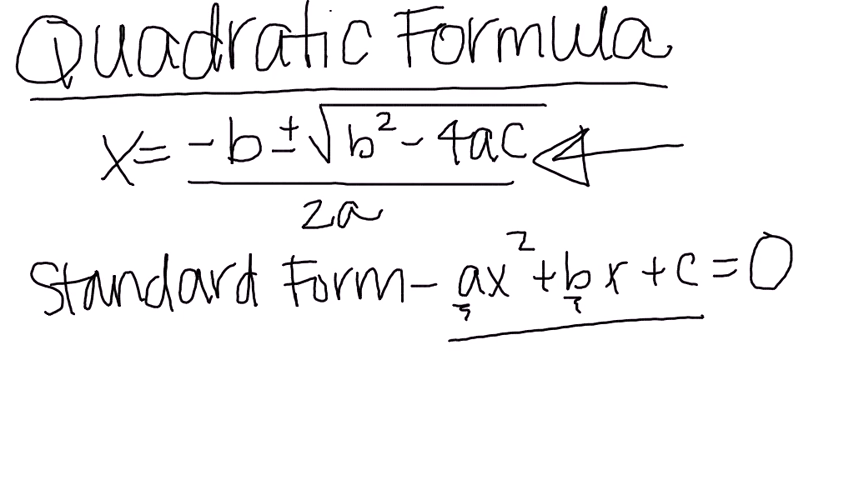 Quadratic Formula
x = -b ± √b² - 4ac
2a
Standard Form - ax² + bx + c = 0